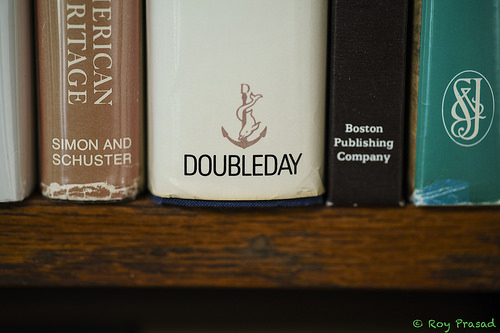 ERICAN
RITAGE
SIMON AND
SCHUSTER
DOUBLEDAY
Boston
Publishing
Company
S&J
© Roy Prasad